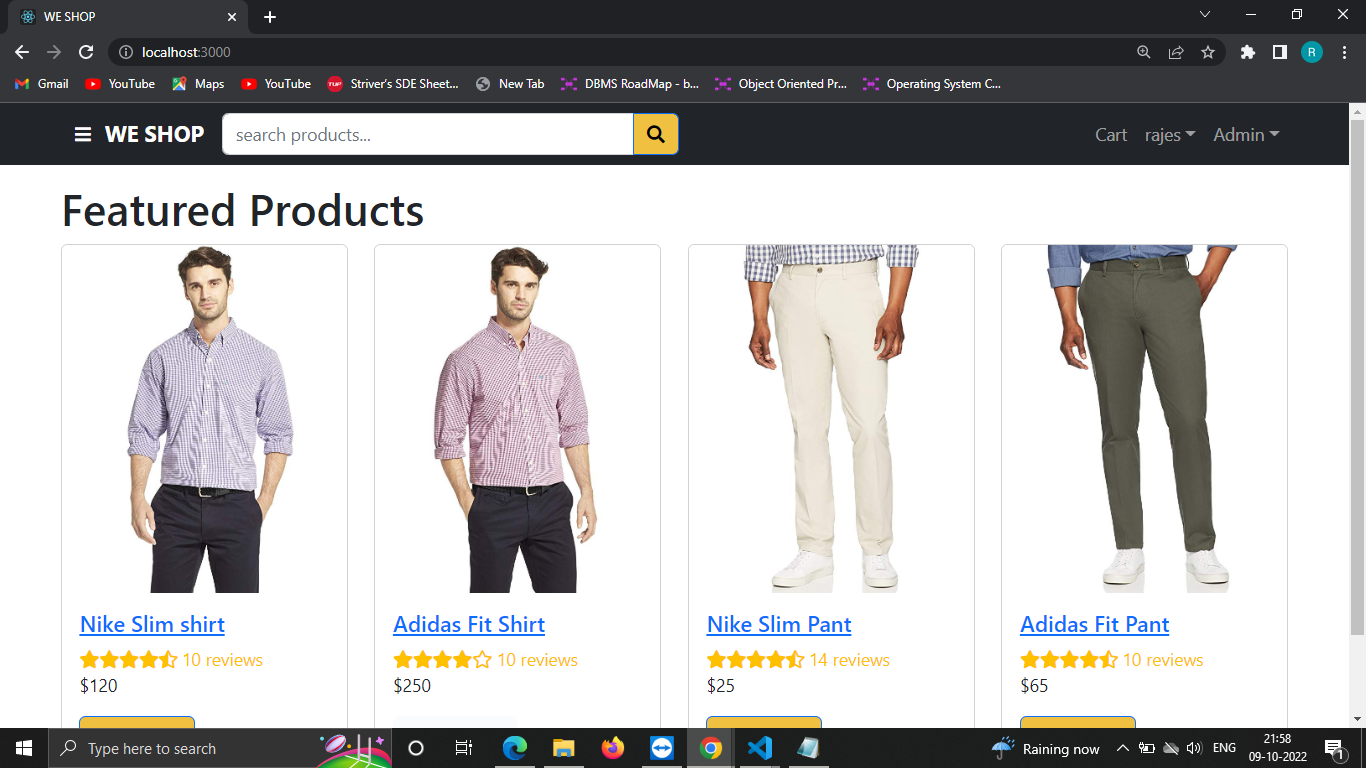 WE SHOP
localhost:3000
Gmail YouTube Maps YouTube Striver's SDE Sheet... New Tab DBMS RoadMap - b... Object Oriented Pr... Operating System C...
R
WE SHOP search products... Cart rajes Admin
Featured Products
Nike Slim shirt
10 reviews
$120
Adidas Fit Shirt
10 reviews
$250
Nike Slim Pant
14 reviews
$25
Adidas Fit Pant
10 reviews
$65
Type here to search
Raining now
ENG
21:58
09-10-2022
1